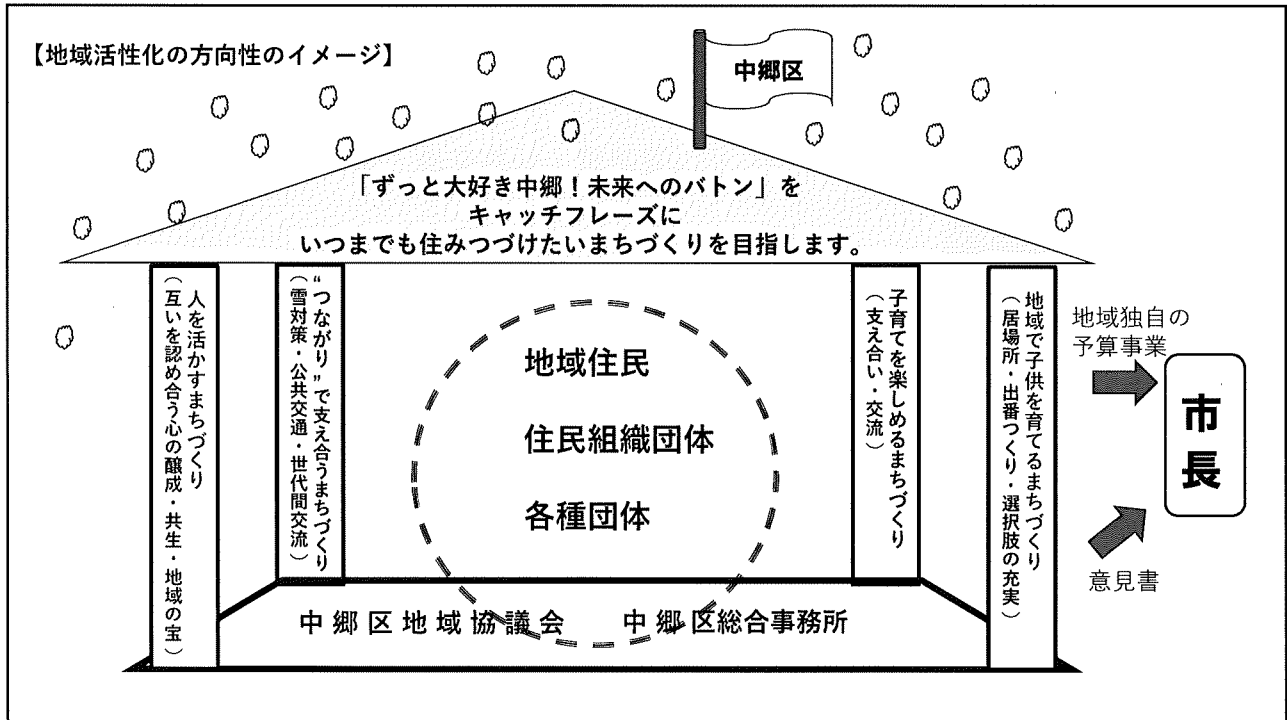 【地域活性化の方向性のイメージ】
中郷区
「ずっと大好き中郷！未来へのバトン」を
キャッチフレーズに
いつまでも住みつづけたいまちづくりを目指します。
人を活かすまちづくり
（互いを認め合う心の醸成・共生・地域の宝）
“つながり”で支え合うまちづくり
（雪対策・公共交通・世代間交流）
地域住民
住民組織団体
各種団体
子育てを楽しめるまちづくり
（支え合い・交流）
地域で子供を育てるまちづくり
（居場所・出番つくり・選択肢の充実）
中郷区地域協議会
中郷区総合事務所
地域独自の
予算事業
市長
意見書